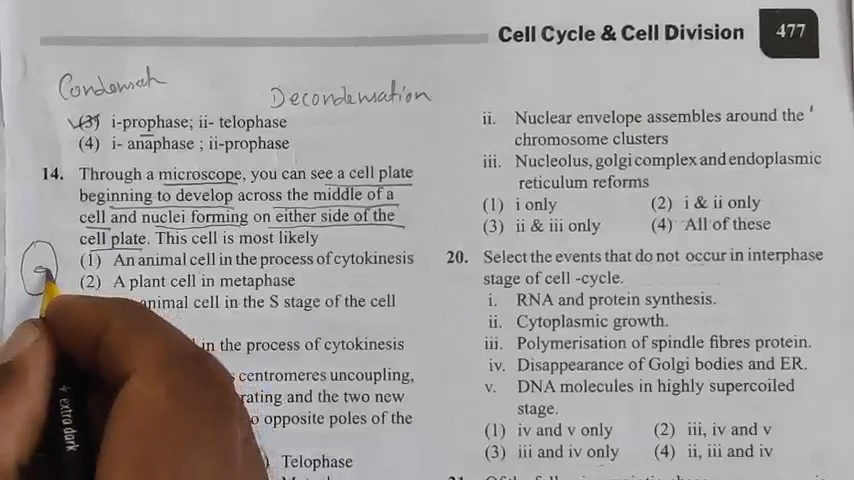 Cell Cycle & Cell Division 477
Decondensation
(3) i-prophase; ii- telophase
(4) i- anaphase ; ii-prophase
14. Through a microscope, you can see a cell plate
beginning to develop across the middle of a
cell and nuclei forming on either side of the
cell plate. This cell is most likely
(1) An animal cell in the process of cytokinesis
(2) A plant cell in metaphase
animal cell in the S stage of the cell
in the process of cytokinesis
centromeres uncoupling,
rating and the two new
opposite poles of the
Telophase
ii. Nuclear envelope assembles around the
chromosome clusters
iii. Nucleolus, golgi complex and endoplasmic
reticulum reforms
(1) i only (2) i & ii only
(3) ii & iii only (4) All of these
20. Select the events that do not occur in interphase
stage of cell -cycle.
i. RNA and protein synthesis.
ii. Cytoplasmic growth.
iii. Polymerisation of spindle fibres protein.
iv. Disappearance of Golgi bodies and ER.
v. DNA molecules in highly supercoiled
stage.
(1) iv and v only (2) iii, iv and v
(3) iii and iv only (4) ii, iii and iv
extra dark